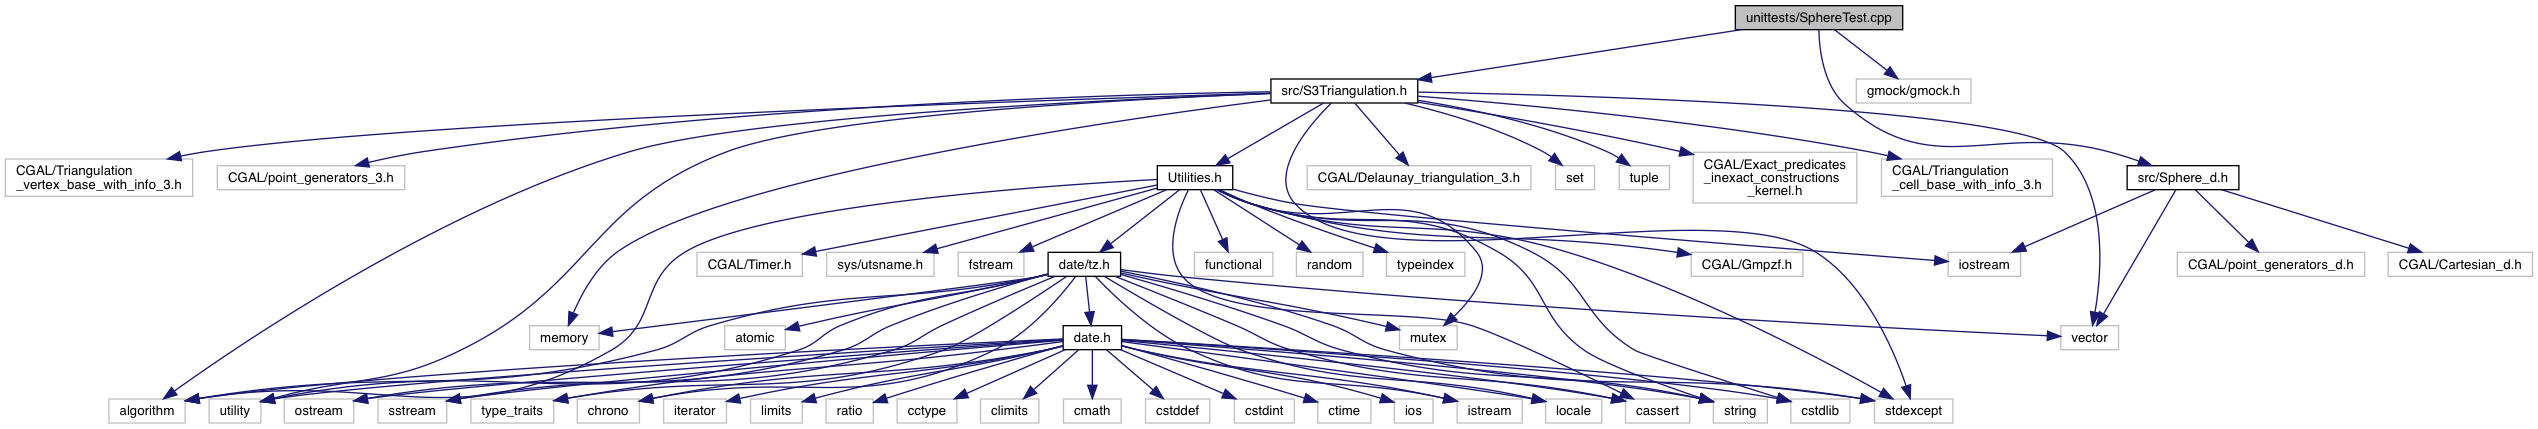 unittests/SphereTest.cpp
src/S3Triangulation.h
gmock/gmock.h
CGAL/Triangulation
_vertex_base_with_info_3.h
CGAL/point_generators_3.h
Utilities.h
CGAL/Delaunay_triangulation_3.h
set
tuple
CGAL/Exact_predicates
_inexact_constructions
_kernel.h
CGAL/Triangulation
_cell_base_with_info_3.h
src/Sphere_d.h
CGAL/Timer.h
sys/utsname.h
fstream
date/tz.h
functional
random
typeindex
CGAL/Gmpzf.h
iostream
CGAL/point_generators_d.h
CGAL/Cartesian_d.h
memory
atomic
date.h
mutex
vector
algorithm
utility
ostream
sstream
type_traits
chrono
iterator
limits
ratio
cctype
climits
cmath
cstddef
cstdint
ctime
ios
istream
locale
cassert
string
cstdlib
stdexcept